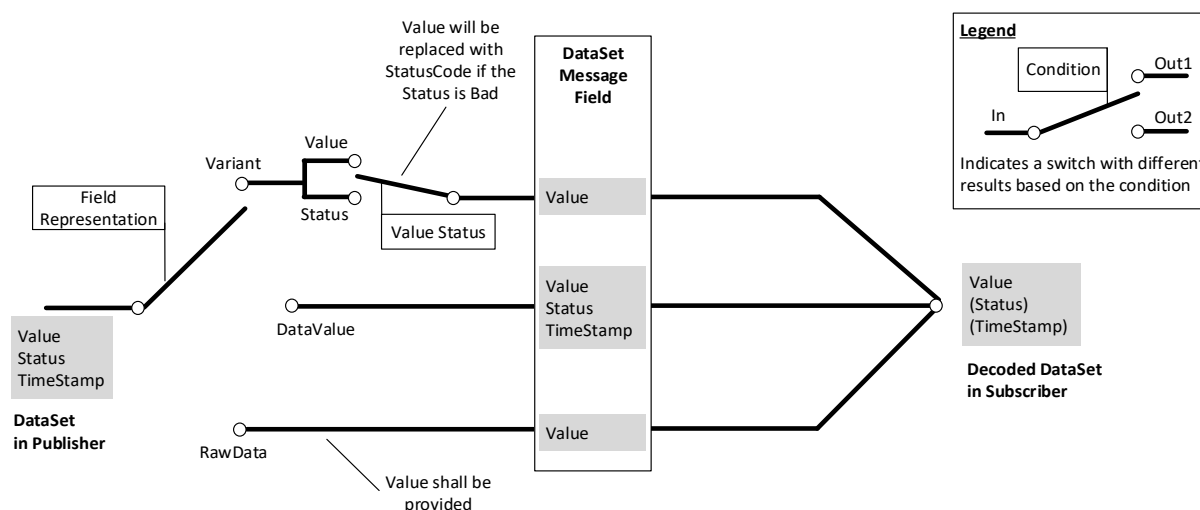 Value will be
replaced with
StatusCode if the
Status is Bad
DataSet
Message
Field
Legend
Condition
Out1
In
Out2
Indicates a switch with different
results based on the condition
Value
Variant
Status
Field
Representation
Value Status
Value
DataValue
Value
Status
TimeStamp
Value
(Status)
(TimeStamp)
Decoded DataSet
in Subscriber
Value
Status
TimeStamp
DataSet
in Publisher
RawData
Value
Value shall be
provided